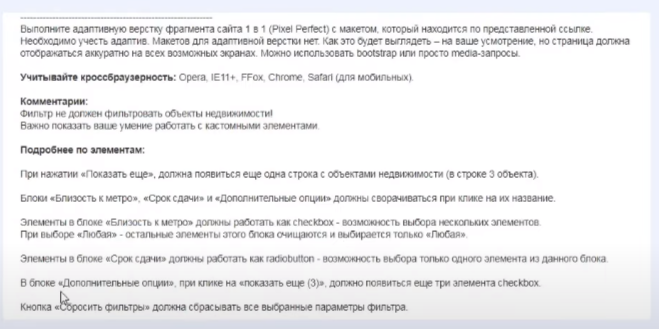 Выполните адаптивную верстку фрагмента сайта 1 в 1 (Pixel Perfect) с макетом, который находится по представленной ссылке.
Необходимо учесть адаптив. Макетов для адаптивной верстки нет. Как это будет выглядеть – на ваше усмотрение, но страница должна
отображаться аккуратно на всех возможных экранах. Можно использовать bootstrap или просто media-запросы.
Учитывайте кроссбраузерность: Opera, IE11+, FFox, Chrome, Safari (для мобильных).
Комментарии:
Фильтр не должен фильтровать объекты недвижимости!
Важно показать ваше умение работать с кастомными элементами.
Подробнее по элементам:
При нажатии «Показать еще», должна появиться еще одна строка с объектами недвижимости (в строке 3 объекта).
Блоки «Близость к метро», «Срок сдачи» и «Дополнительные опции» должны сворачиваться при клике на их название.
Элементы в блоке «Близость к метро» должны работать как checkbox - возможность выбора нескольких элементов.
При выборе «Любая» - остальные элементы этого блока очищаются и выбирается только «Любая».
Элементы в блоке «Срок сдачи» должны работать как radiobutton - возможность выбора только одного элемента из данного блока.
В блоке «Дополнительные опции», при клике на «показать еще (3)», должно появиться еще три элемента checkbox.
Кнопка «Сбросить фильтры» должна сбрасывать все выбранные параметры фильтра.